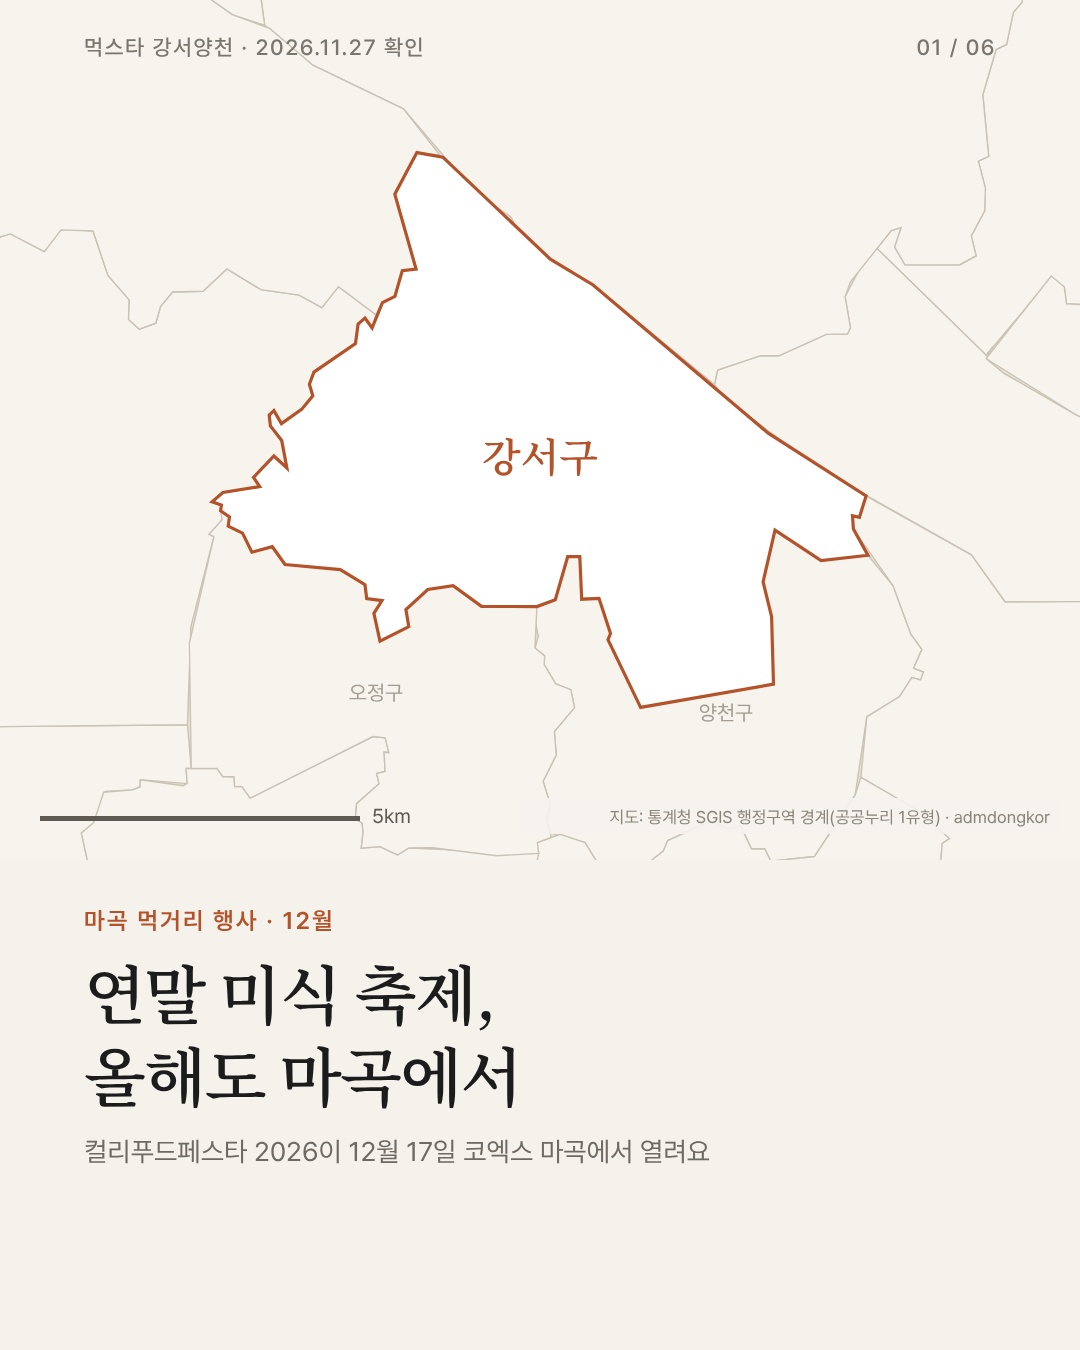 먹스타 강서양천 · 2026.11.27 확인
01 / 06
강서구
오정구
양천구
5km
지도: 통계청 SGIS 행정구역 경계(공공누리 1유형) · admdongkor
마곡 먹거리 행사 · 12월
연말 미식 축제,
올해도 마곡에서
컬리푸드페스타 2026이 12월 17일 코엑스 마곡에서 열려요